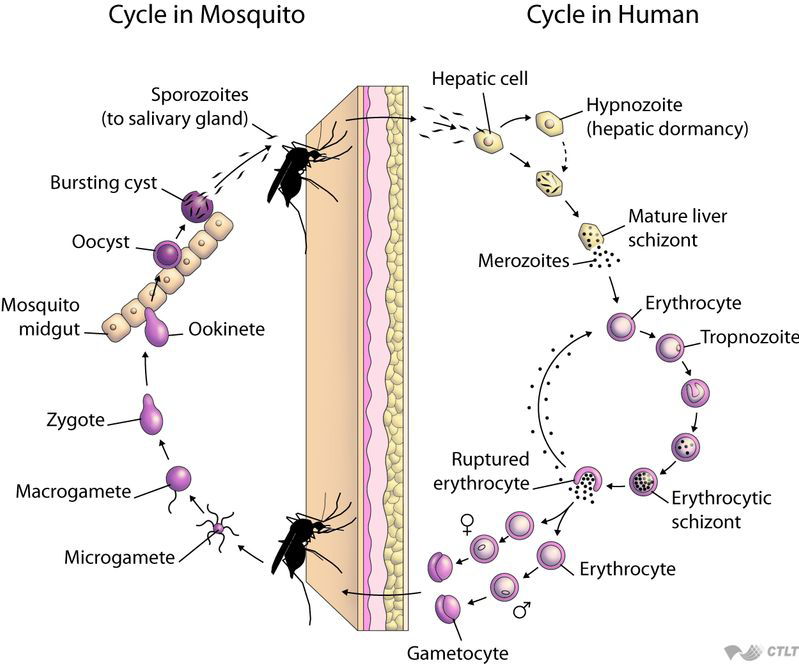 Cycle in Mosquito
Cycle in Human
Sporozoites
(to salivary gland)
Bursting cyst
Oocyst
Mosquito
midgut
Ookinete
Zygote
Macrogamete
Microgamete
Hepatic cell
Hypnozoite
(hepatic dormancy)
Mature liver
schizont
Merozoites
Erythrocyte
Tropnozoite
Ruptured
erythrocyte
Erythrocytic
schizont
♀
Erythrocyte
♂
Gametocyte
CTLT